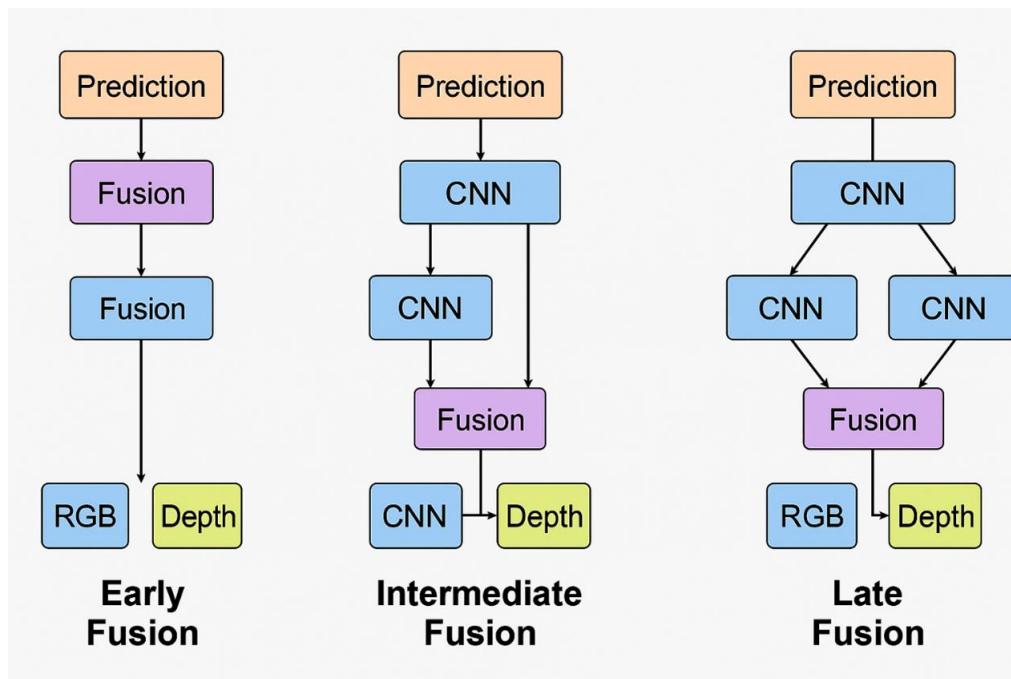 Prediction
Fusion
Fusion
RGB
Depth
Early
Fusion
Prediction
CNN
CNN
Fusion
CNN
Depth
Intermediate
Fusion
Prediction
CNN
CNN
CNN
Fusion
RGB
Depth
Late
Fusion